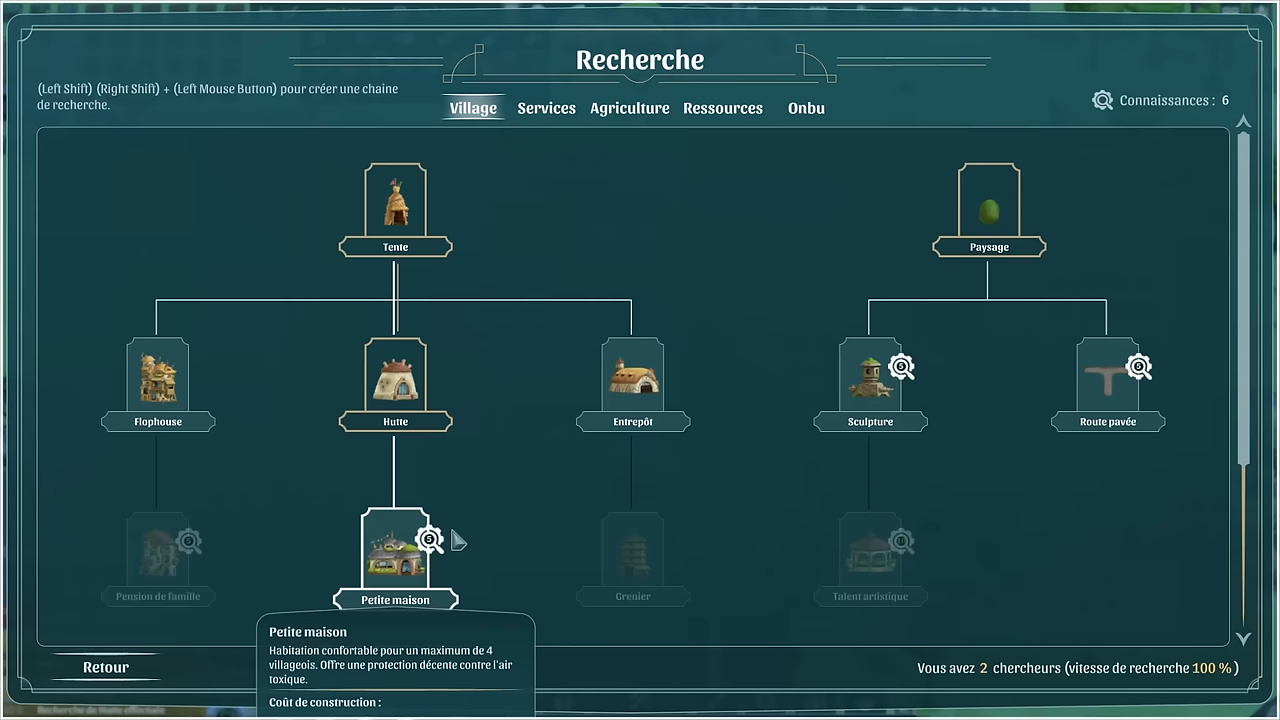 Recherche
(Left Shift) (Right Shift) + (Left Mouse Button) pour créer une chaine
de recherche.
Village Services Agriculture Ressources Onbu
Connaissances : 6
Tente
Paysage
5
5
Flophouse
Hutte
Entrepôt
Sculpture
Route pavée
5
Pension de famille
Petite maison
Grenier
Talent artistique
Petite maison
Habitation confortable pour un maximum de 4
villageois. Offre une protection décente contre l'air
toxique.
Coût de construction :
Retour
Vous avez 2 chercheurs (vitesse de recherche 100 % )